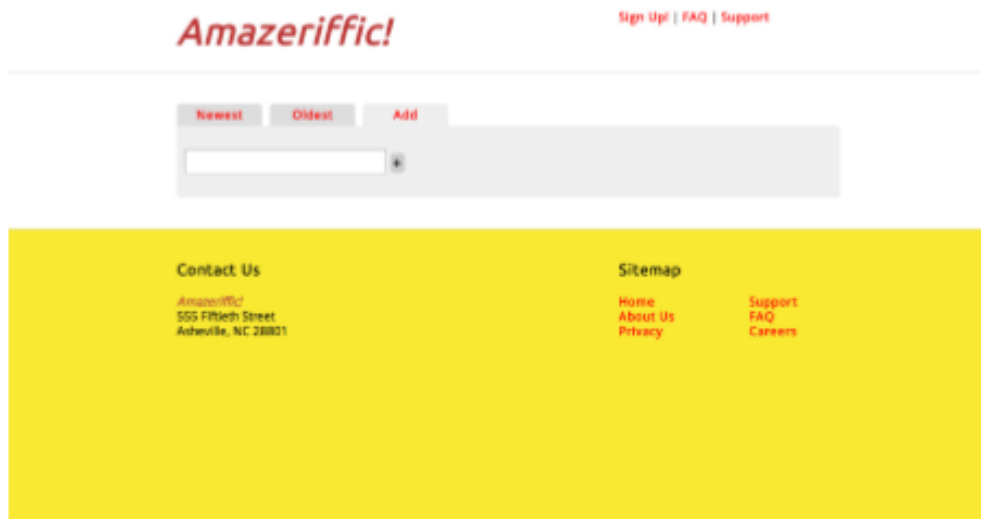 Amazeriffic!
Sign Up! | FAQ | Support
Newest Oldest Add
+
Contact Us
Amazeriffic!
555 Fiftieth Street
Asheville, NC 28801
Sitemap
Home Support
About Us FAQ
Privacy Careers